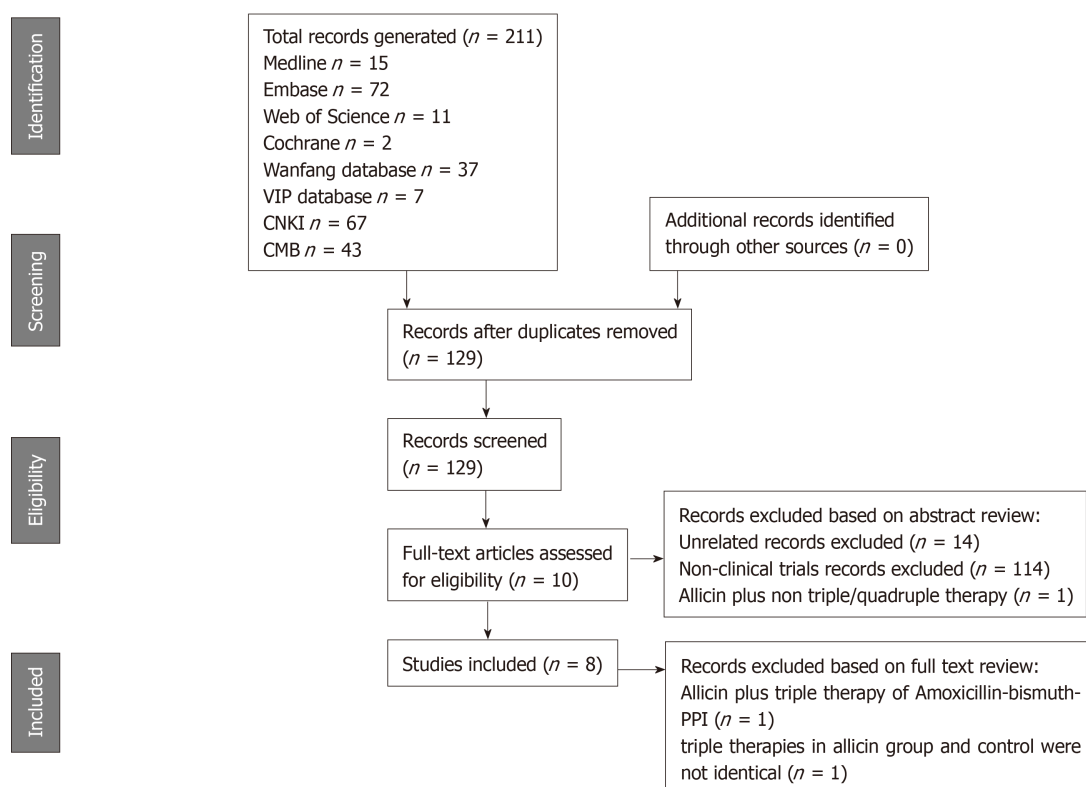 Identification
Total records generated (n = 211)
Medline n = 15
Embase n = 72
Web of Science n = 11
Cochrane n = 2
Wanfang database n = 37
VIP database n = 7
CNKI n = 67
CMB n = 43
Additional records identified
through other sources (n = 0)
Screening
Records after duplicates removed
(n = 129)
Records screened
(n = 129)
Eligibility
Full-text articles assessed
for eligibility (n = 10)
Records excluded based on abstract review:
Unrelated records excluded (n = 14)
Non-clinical trials records excluded (n = 114)
Allicin plus non triple/quadruple therapy (n = 1)
Included
Studies included (n = 8)
Records excluded based on full text review:
Allicin plus triple therapy of Amoxicillin-bismuth-
PPI (n = 1)
triple therapies in allicin group and control were
not identical (n = 1)